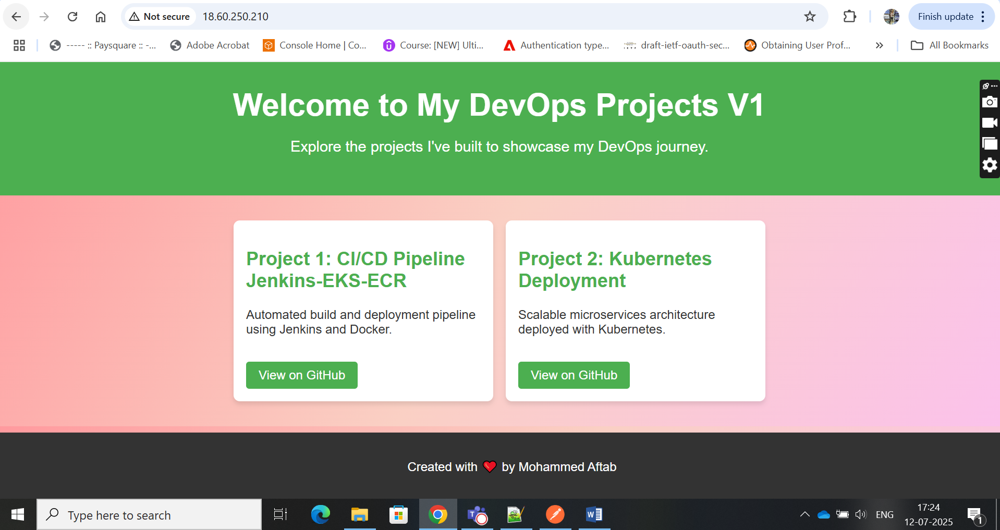 Not secure
18.60.250.210
Finish update
----- :: Paysquare :: -...
Adobe Acrobat
Console Home | Co...
Course: [NEW] Ulti...
Authentication type...
draft-ietf-oauth-sec...
Obtaining User Prof...
All Bookmarks
Welcome to My DevOps Projects V1
Explore the projects I've built to showcase my DevOps journey.
Project 1: CI/CD Pipeline
Jenkins-EKS-ECR
Automated build and deployment pipeline
using Jenkins and Docker.
View on GitHub
Project 2: Kubernetes
Deployment
Scalable microservices architecture
deployed with Kubernetes.
View on GitHub
Created with ❤️ by Mohammed Aftab
Type here to search
ENG
17:24
12-07-2025
1